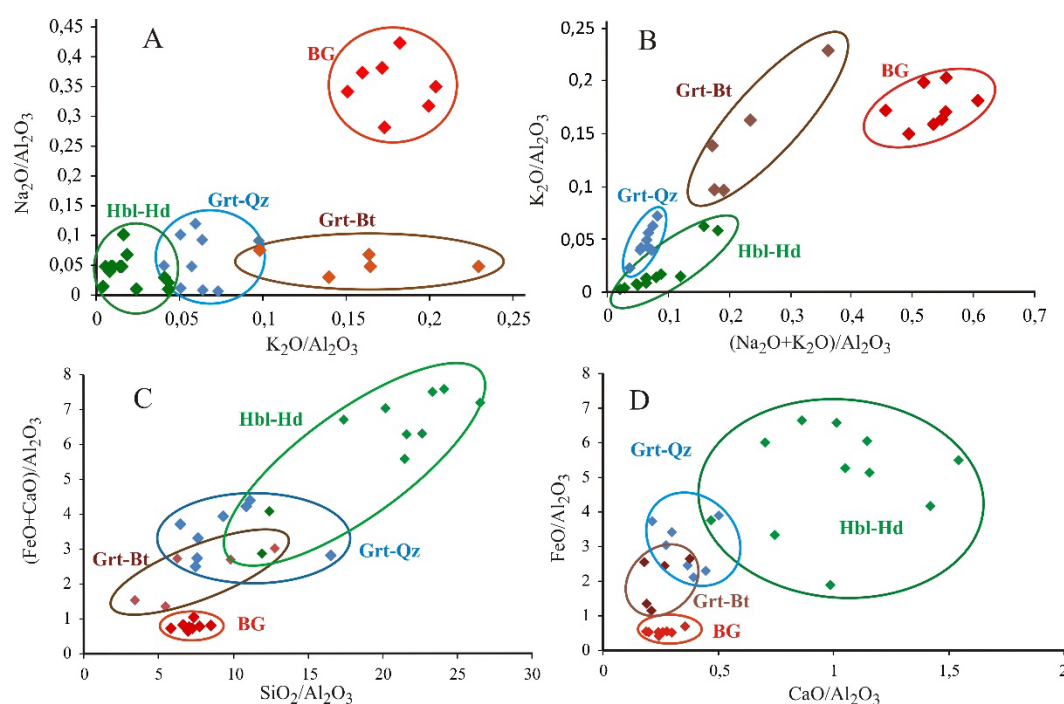 A
Na₂O/Al₂O₃
0,45
0,4
0,35
0,3
0,25
0,2
0,15
0,1
0,05
0
BG
Hbl-Hd
Grt-Qz
Grt-Bt
0 0,05 0,1 0,15 0,2 0,25
K₂O/Al₂O₃
B
K₂O/Al₂O₃
0,2
0,15
0,1
0,05
0
Grt-Bt
BG
Grt-Qz
Hbl-Hd
0 0,1 0,2 0,3 0,4 0,5 0,6 0,7
(Na₂O+K₂O)/Al₂O₃
C
(FeO+CaO)/Al₂O₃
8
7
6
5
4
3
2
1
0
Hbl-Hd
Grt-Bt
Grt-Qz
BG
0 5 10 15 20 25 30
SiO₂/Al₂O₃
D
FeO/Al₂O₃
8
7
6
5
4
3
2
1
0
Grt-Qz
Hbl-Hd
Grt-Bt
BG
0 0,5 1 1,5 2
CaO/Al₂O₃